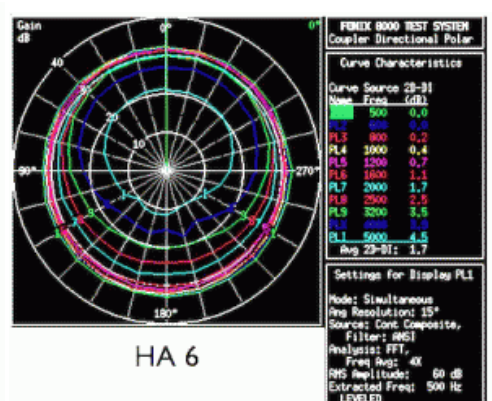 Gain
dB
0°
0°
40
30
20
10
90°
270°
180°
HA 6
FONIX 8000 TEST SYSTEM
Coupler Directional Polar
Curve Characteristics
Curve Source 2D-DI
Name Freq (dB)
500 0.0
PL2 0.0
PL3 800 0.2
PL4 1000 0.4
PL5 1200 0.7
PL6 1600 1.1
PL7 2000 1.7
PL8 2500 2.5
PL9 3200 3.5
PL1 5000 4.5
Avg 2D-DI: 1.7
Settings for Display PL1
Mode: Simultaneous
Ang Resolution: 15°
Source: Cont Composite,
Filter: ANSI
Analysis: FFT,
Freq Avg: 4X
RMS Amplitude: 60 dB
Extracted Freq: 500 Hz
LEVELED